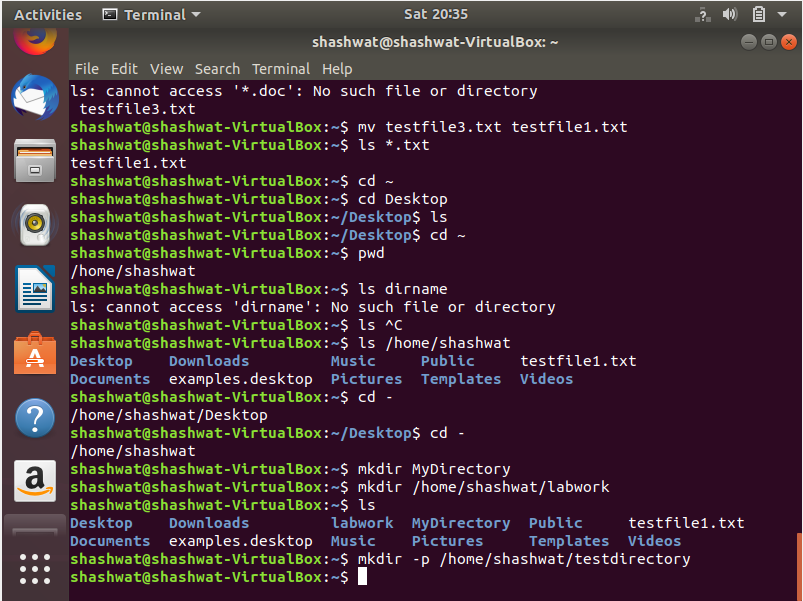 Activities Terminal Sat 20:35
shashwat@shashwat-VirtualBox: ~
File Edit View Search Terminal Help
ls: cannot access '*.doc': No such file or directory
 testfile3.txt
shashwat@shashwat-VirtualBox:~$ mv testfile3.txt testfile1.txt
shashwat@shashwat-VirtualBox:~$ ls *.txt
testfile1.txt
shashwat@shashwat-VirtualBox:~$ cd ~
shashwat@shashwat-VirtualBox:~$ cd Desktop
shashwat@shashwat-VirtualBox:~/Desktop$ ls
shashwat@shashwat-VirtualBox:~/Desktop$ cd ~
shashwat@shashwat-VirtualBox:~$ pwd
/home/shashwat
shashwat@shashwat-VirtualBox:~$ ls dirname
ls: cannot access 'dirname': No such file or directory
shashwat@shashwat-VirtualBox:~$ ls ^C
shashwat@shashwat-VirtualBox:~$ ls /home/shashwat
Desktop    Downloads         Music     Public     testfile1.txt
Documents  examples.desktop  Pictures  Templates  Videos
shashwat@shashwat-VirtualBox:~$ cd -
/home/shashwat/Desktop
shashwat@shashwat-VirtualBox:~/Desktop$ cd -
/home/shashwat
shashwat@shashwat-VirtualBox:~$ mkdir MyDirectory
shashwat@shashwat-VirtualBox:~$ mkdir /home/shashwat/labwork
shashwat@shashwat-VirtualBox:~$ ls
Desktop    Downloads         labwork  MyDirectory  Public     testfile1.txt
Documents  examples.desktop  Music    Pictures     Templates  Videos
shashwat@shashwat-VirtualBox:~$ mkdir -p /home/shashwat/testdirectory
shashwat@shashwat-VirtualBox:~$